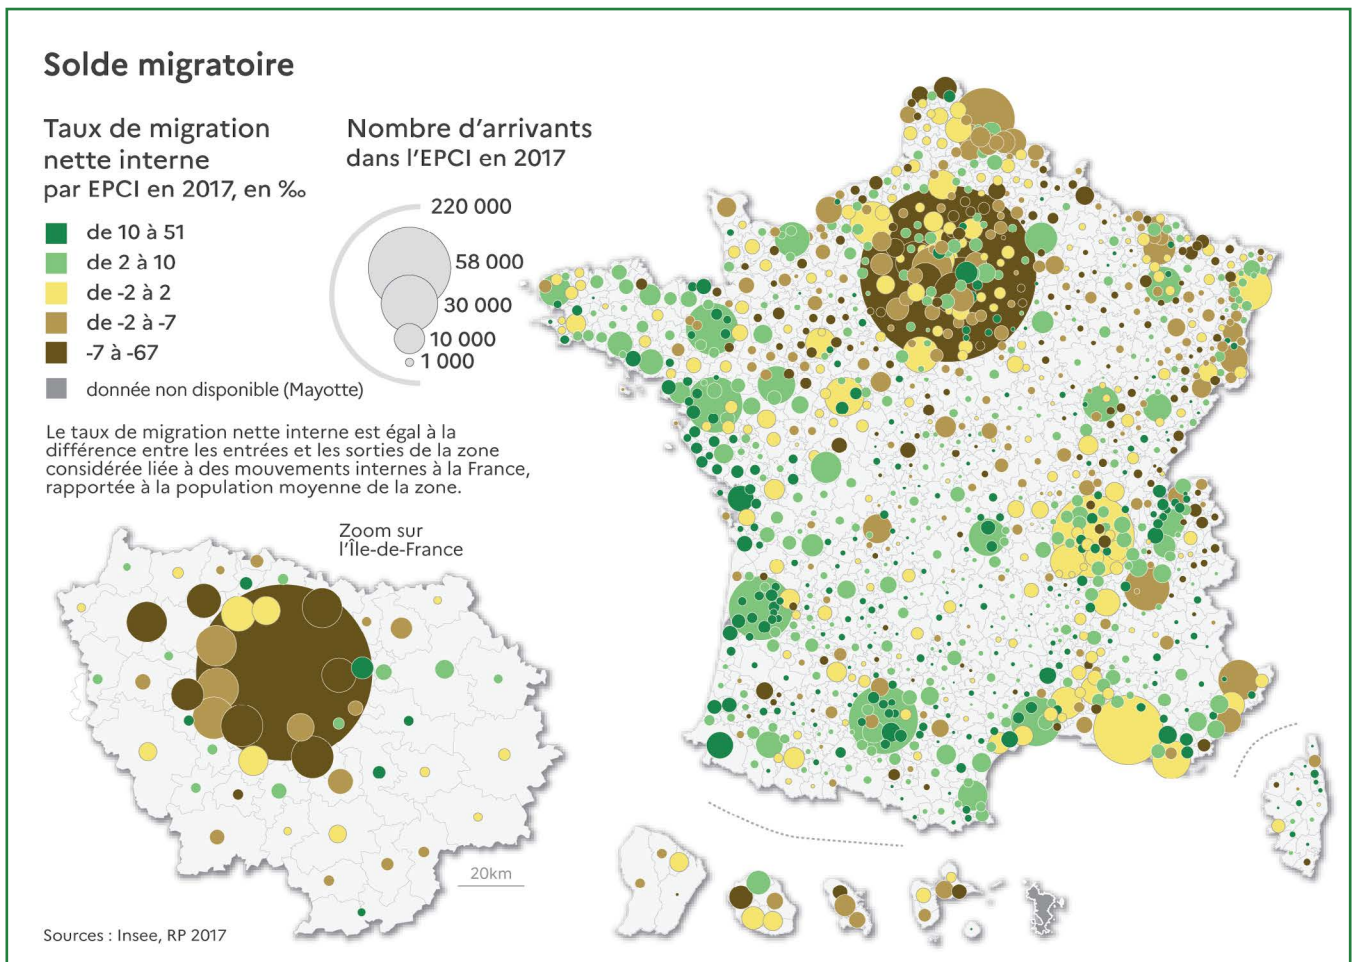 Solde migratoire
Taux de migration
nette interne
par EPCI en 2017, en ‰
de 10 à 51
de 2 à 10
de -2 à 2
de -2 à -7
-7 à -67
donnée non disponible (Mayotte)
Nombre d'arrivants
dans l'EPCI en 2017
220 000
58 000
30 000
10 000
1 000
Le taux de migration nette interne est égal à la
différence entre les entrées et les sorties de la zone
considérée liée à des mouvements internes à la France,
rapportée à la population moyenne de la zone.
Zoom sur
l'Île-de-France
20km
Sources : Insee, RP 2017